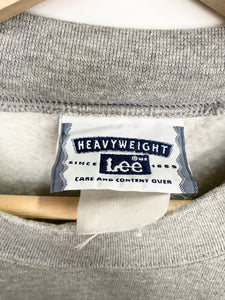 HEAVYWEIGHT
SINCE Lee 1889
CARE AND CONTENT OVER